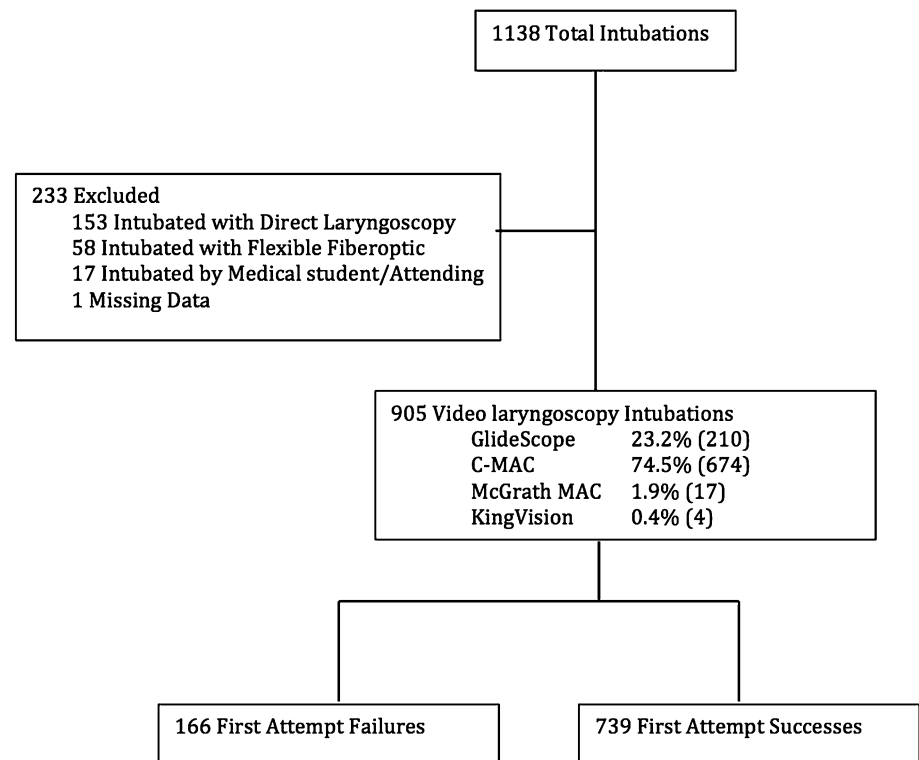 1138 Total Intubations
233 Excluded
153 Intubated with Direct Laryngoscopy
58 Intubated with Flexible Fiberoptic
17 Intubated by Medical student/Attending
1 Missing Data
905 Video laryngoscopy Intubations
GlideScope 23.2% (210)
C-MAC 74.5% (674)
McGrath MAC 1.9% (17)
KingVision 0.4% (4)
166 First Attempt Failures
739 First Attempt Successes